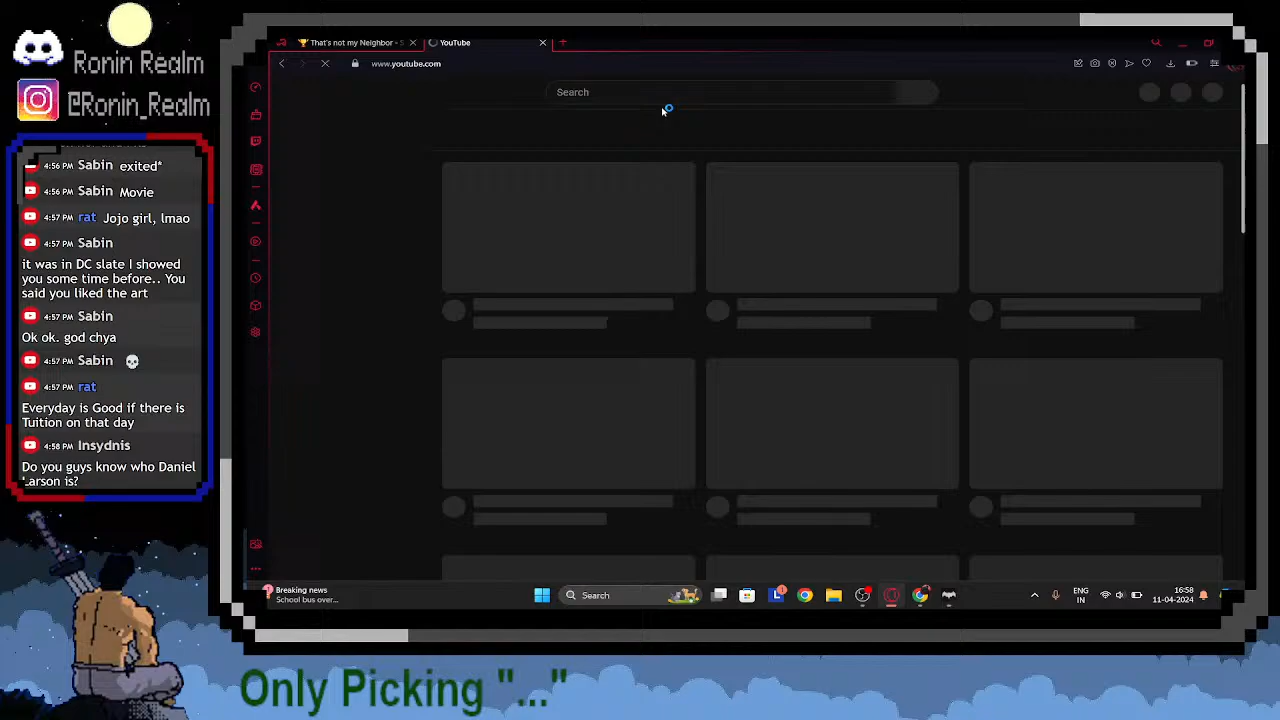 Ronin Realm
@Ronin_Realm
4:56 PM Sabin exited*
4:56 PM Sabin Movie
4:57 PM rat Jojo girl, lmao
4:57 PM Sabin
it was in DC slate I showed
you some time before.. You
said you liked the art
4:57 PM Sabin
Ok ok. god chya
4:57 PM Sabin 💀
4:57 PM rat
Everyday is Good if there is
Tuition on that day
4:58 PM Insydnis
Do you guys know who Daniel
Larson is?
🏆 That's not my Neighbor - S
YouTube
www.youtube.com
Search
Breaking news
School bus over...
Search
ENG
IN
16:58
11-04-2024
Only Picking "..."